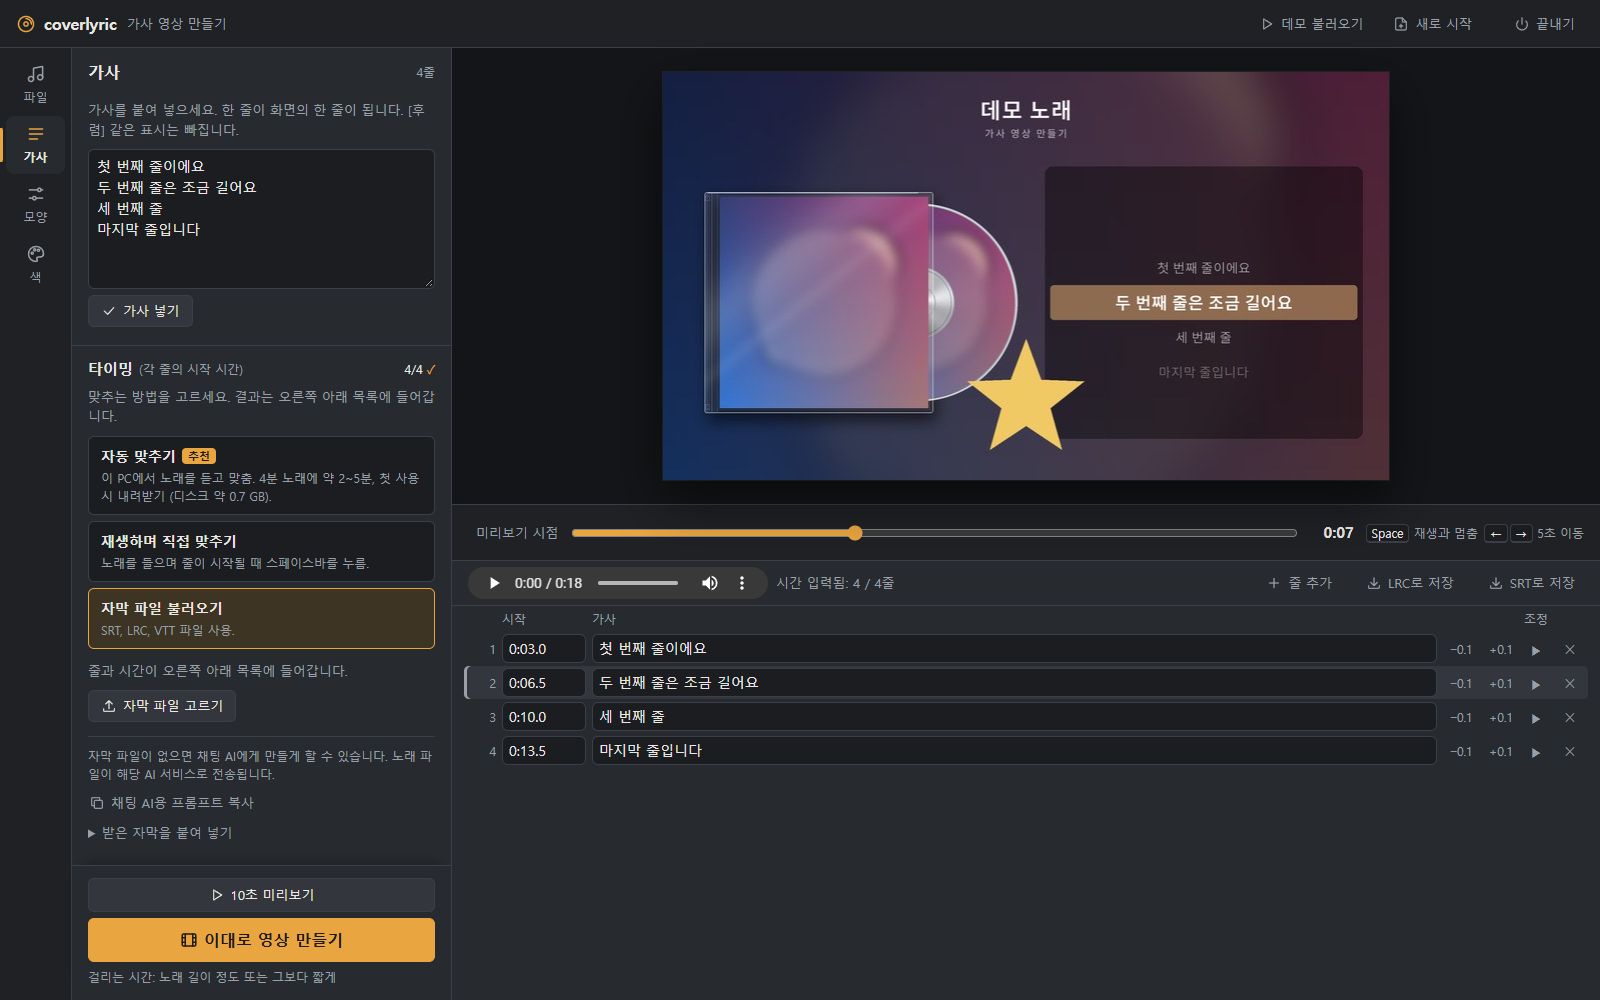 coverlyric 가사 영상 만들기
데모 불러오기
새로 시작
끝내기
파일
가사
모양
색
가사
4줄
가사를 붙여 넣으세요. 한 줄이 화면의 한 줄이 됩니다. [후
렴] 같은 표시는 빠집니다.
첫 번째 줄이에요
두 번째 줄은 조금 길어요
세 번째 줄
마지막 줄입니다
가사 넣기
타이밍 (각 줄의 시작 시간)
4/4 ✓
맞추는 방법을 고르세요. 결과는 오른쪽 아래 목록에 들어갑
니다.
자동 맞추기 추천
이 PC에서 노래를 듣고 맞춤. 4분 노래에 약 2~5분, 첫 사용
시 내려받기 (디스크 약 0.7 GB).
재생하며 직접 맞추기
노래를 들으며 줄이 시작될 때 스페이스바를 누름.
자막 파일 불러오기
SRT, LRC, VTT 파일 사용.
줄과 시간이 오른쪽 아래 목록에 들어갑니다.
자막 파일 고르기
자막 파일이 없으면 채팅 AI에게 만들게 할 수 있습니다. 노래 파
일이 해당 AI 서비스로 전송됩니다.
채팅 AI용 프롬프트 복사
▶ 받은 자막을 붙여 넣기
10초 미리보기
이대로 영상 만들기
걸리는 시간: 노래 길이 정도 또는 그보다 짧게
데모 노래
가사 영상 만들기
첫 번째 줄이에요
두 번째 줄은 조금 길어요
세 번째 줄
마지막 줄입니다
미리보기 시점
0:07
Space 재생과 멈춤 ← → 5초 이동
0:00 / 0:18
시간 입력됨: 4 / 4줄
줄 추가
LRC로 저장
SRT로 저장
시작 가사 조정
1 0:03.0 첫 번째 줄이에요 −0.1 +0.1 ▶ ×
2 0:06.5 두 번째 줄은 조금 길어요 −0.1 +0.1 ▶ ×
3 0:10.0 세 번째 줄 −0.1 +0.1 ▶ ×
4 0:13.5 마지막 줄입니다 −0.1 +0.1 ▶ ×